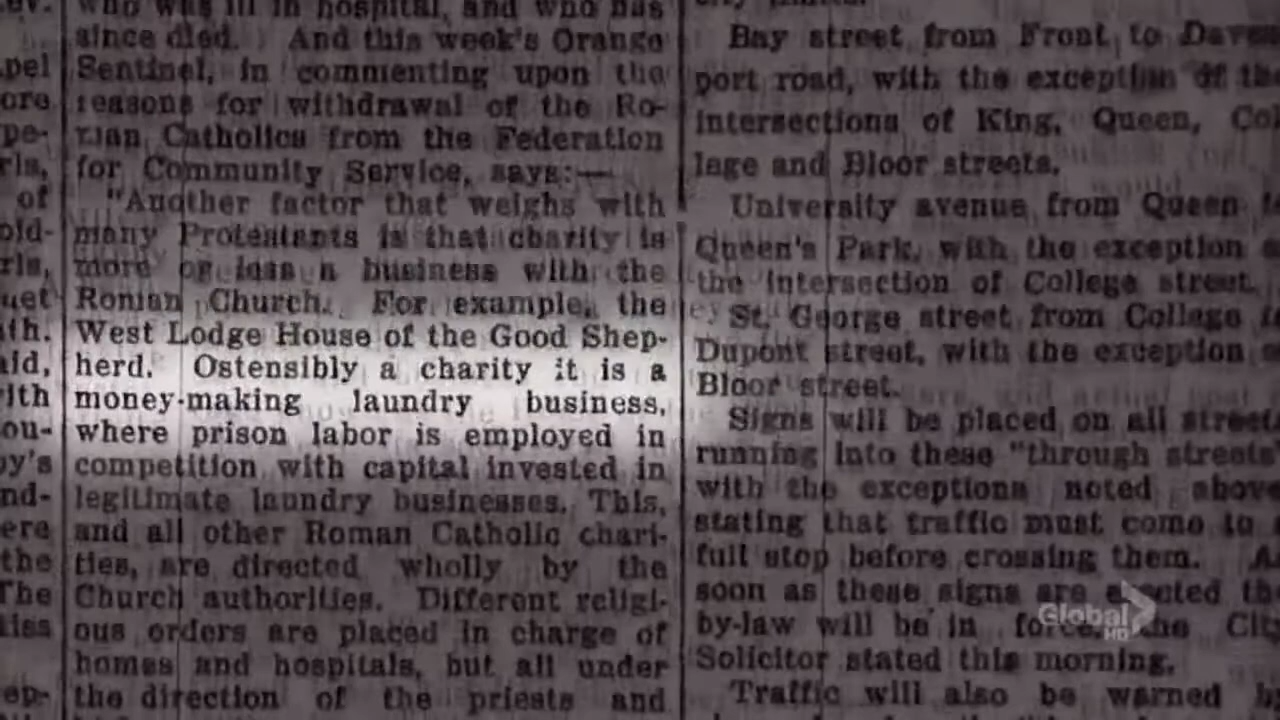 who was ill in hospital, and who has
since died. And this week's Orange
Sentinel, in commenting upon the
reasons for withdrawal of the Ro-
man Catholics from the Federation
for Community Service, says:—
"Another factor that weighs with
many Protestants is that charity is
more or less a business with the
Roman Church. For example, the
West Lodge House of the Good Shep-
herd. Ostensibly a charity it is a
money-making laundry business,
where prison labor is employed in
competition with capital invested in
legitimate laundry businesses. This,
and all other Roman Catholic chari-
ties, are directed wholly by the
Church authorities. Different religi-
ous orders are placed in charge of
homes and hospitals, but all under
the direction of the priests and
Bay street from Front to Daven
port road, with the exception of the
intersections of King, Queen, Col
lege and Bloor streets.
University avenue from Queen
Queen's Park, with the exception
the intersection of College street.
St. George street from College
Dupont street, with the exception
Bloor street.
Signs will be placed on all streets
running into these "through streets"
with the exceptions noted above
stating that traffic must come to
full stop before crossing them. As
soon as these signs are erected the
by-law will be in force, the City
Solicitor stated this morning.
Traffic will also be warned by
Global
HD